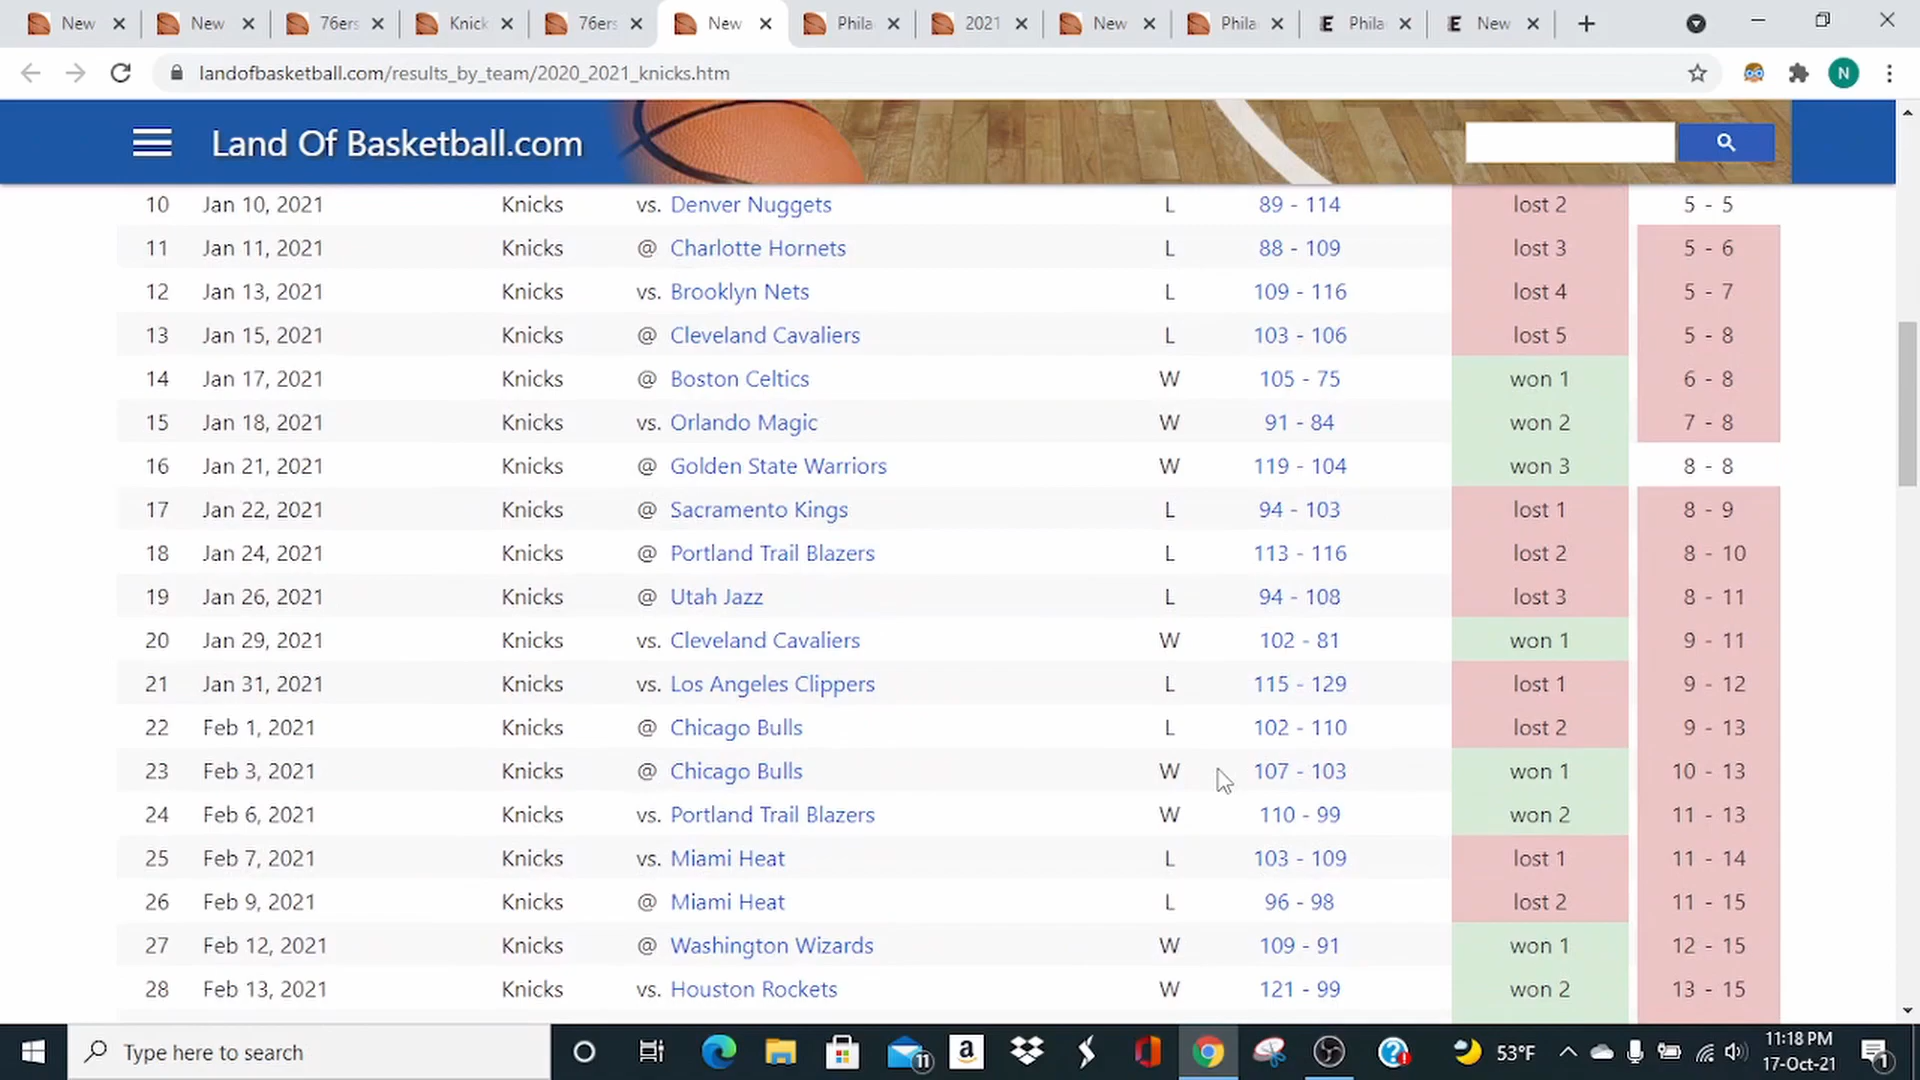 New 76ers Knick 76ers New Phila 2021 New Phila Phila New
landofbasketball.com/results_by_team/2020_2021_knicks.htm N
Land Of Basketball.com
10 Jan 10, 2021 Knicks vs. Denver Nuggets L 89 - 114 lost 2 5 - 5
11 Jan 11, 2021 Knicks @ Charlotte Hornets L 88 - 109 lost 3 5 - 6
12 Jan 13, 2021 Knicks vs. Brooklyn Nets L 109 - 116 lost 4 5 - 7
13 Jan 15, 2021 Knicks @ Cleveland Cavaliers L 103 - 106 lost 5 5 - 8
14 Jan 17, 2021 Knicks @ Boston Celtics W 105 - 75 won 1 6 - 8
15 Jan 18, 2021 Knicks vs. Orlando Magic W 91 - 84 won 2 7 - 8
16 Jan 21, 2021 Knicks @ Golden State Warriors W 119 - 104 won 3 8 - 8
17 Jan 22, 2021 Knicks @ Sacramento Kings L 94 - 103 lost 1 8 - 9
18 Jan 24, 2021 Knicks @ Portland Trail Blazers L 113 - 116 lost 2 8 - 10
19 Jan 26, 2021 Knicks @ Utah Jazz L 94 - 108 lost 3 8 - 11
20 Jan 29, 2021 Knicks vs. Cleveland Cavaliers W 102 - 81 won 1 9 - 11
21 Jan 31, 2021 Knicks vs. Los Angeles Clippers L 115 - 129 lost 1 9 - 12
22 Feb 1, 2021 Knicks @ Chicago Bulls L 102 - 110 lost 2 9 - 13
23 Feb 3, 2021 Knicks @ Chicago Bulls W 107 - 103 won 1 10 - 13
24 Feb 6, 2021 Knicks vs. Portland Trail Blazers W 110 - 99 won 2 11 - 13
25 Feb 7, 2021 Knicks vs. Miami Heat L 103 - 109 lost 1 11 - 14
26 Feb 9, 2021 Knicks @ Miami Heat L 96 - 98 lost 2 11 - 15
27 Feb 12, 2021 Knicks @ Washington Wizards W 109 - 91 won 1 12 - 15
28 Feb 13, 2021 Knicks vs. Houston Rockets W 121 - 99 won 2 13 - 15
Type here to search 11 a 53°F 11:18 PM
17-Oct-21 1